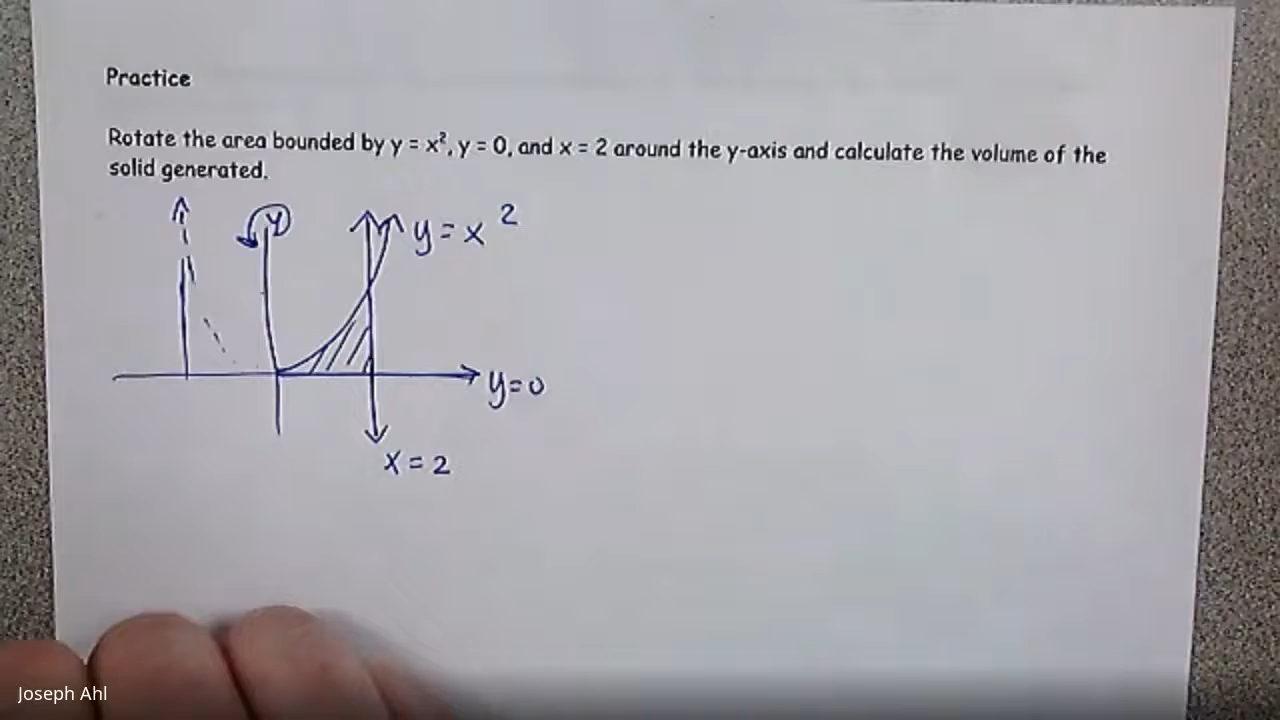 Practice
Rotate the area bounded by y = x², y = 0, and x = 2 around the y-axis and calculate the volume of the
solid generated.
y
y = x²
y=0
x = 2
Joseph Ahl